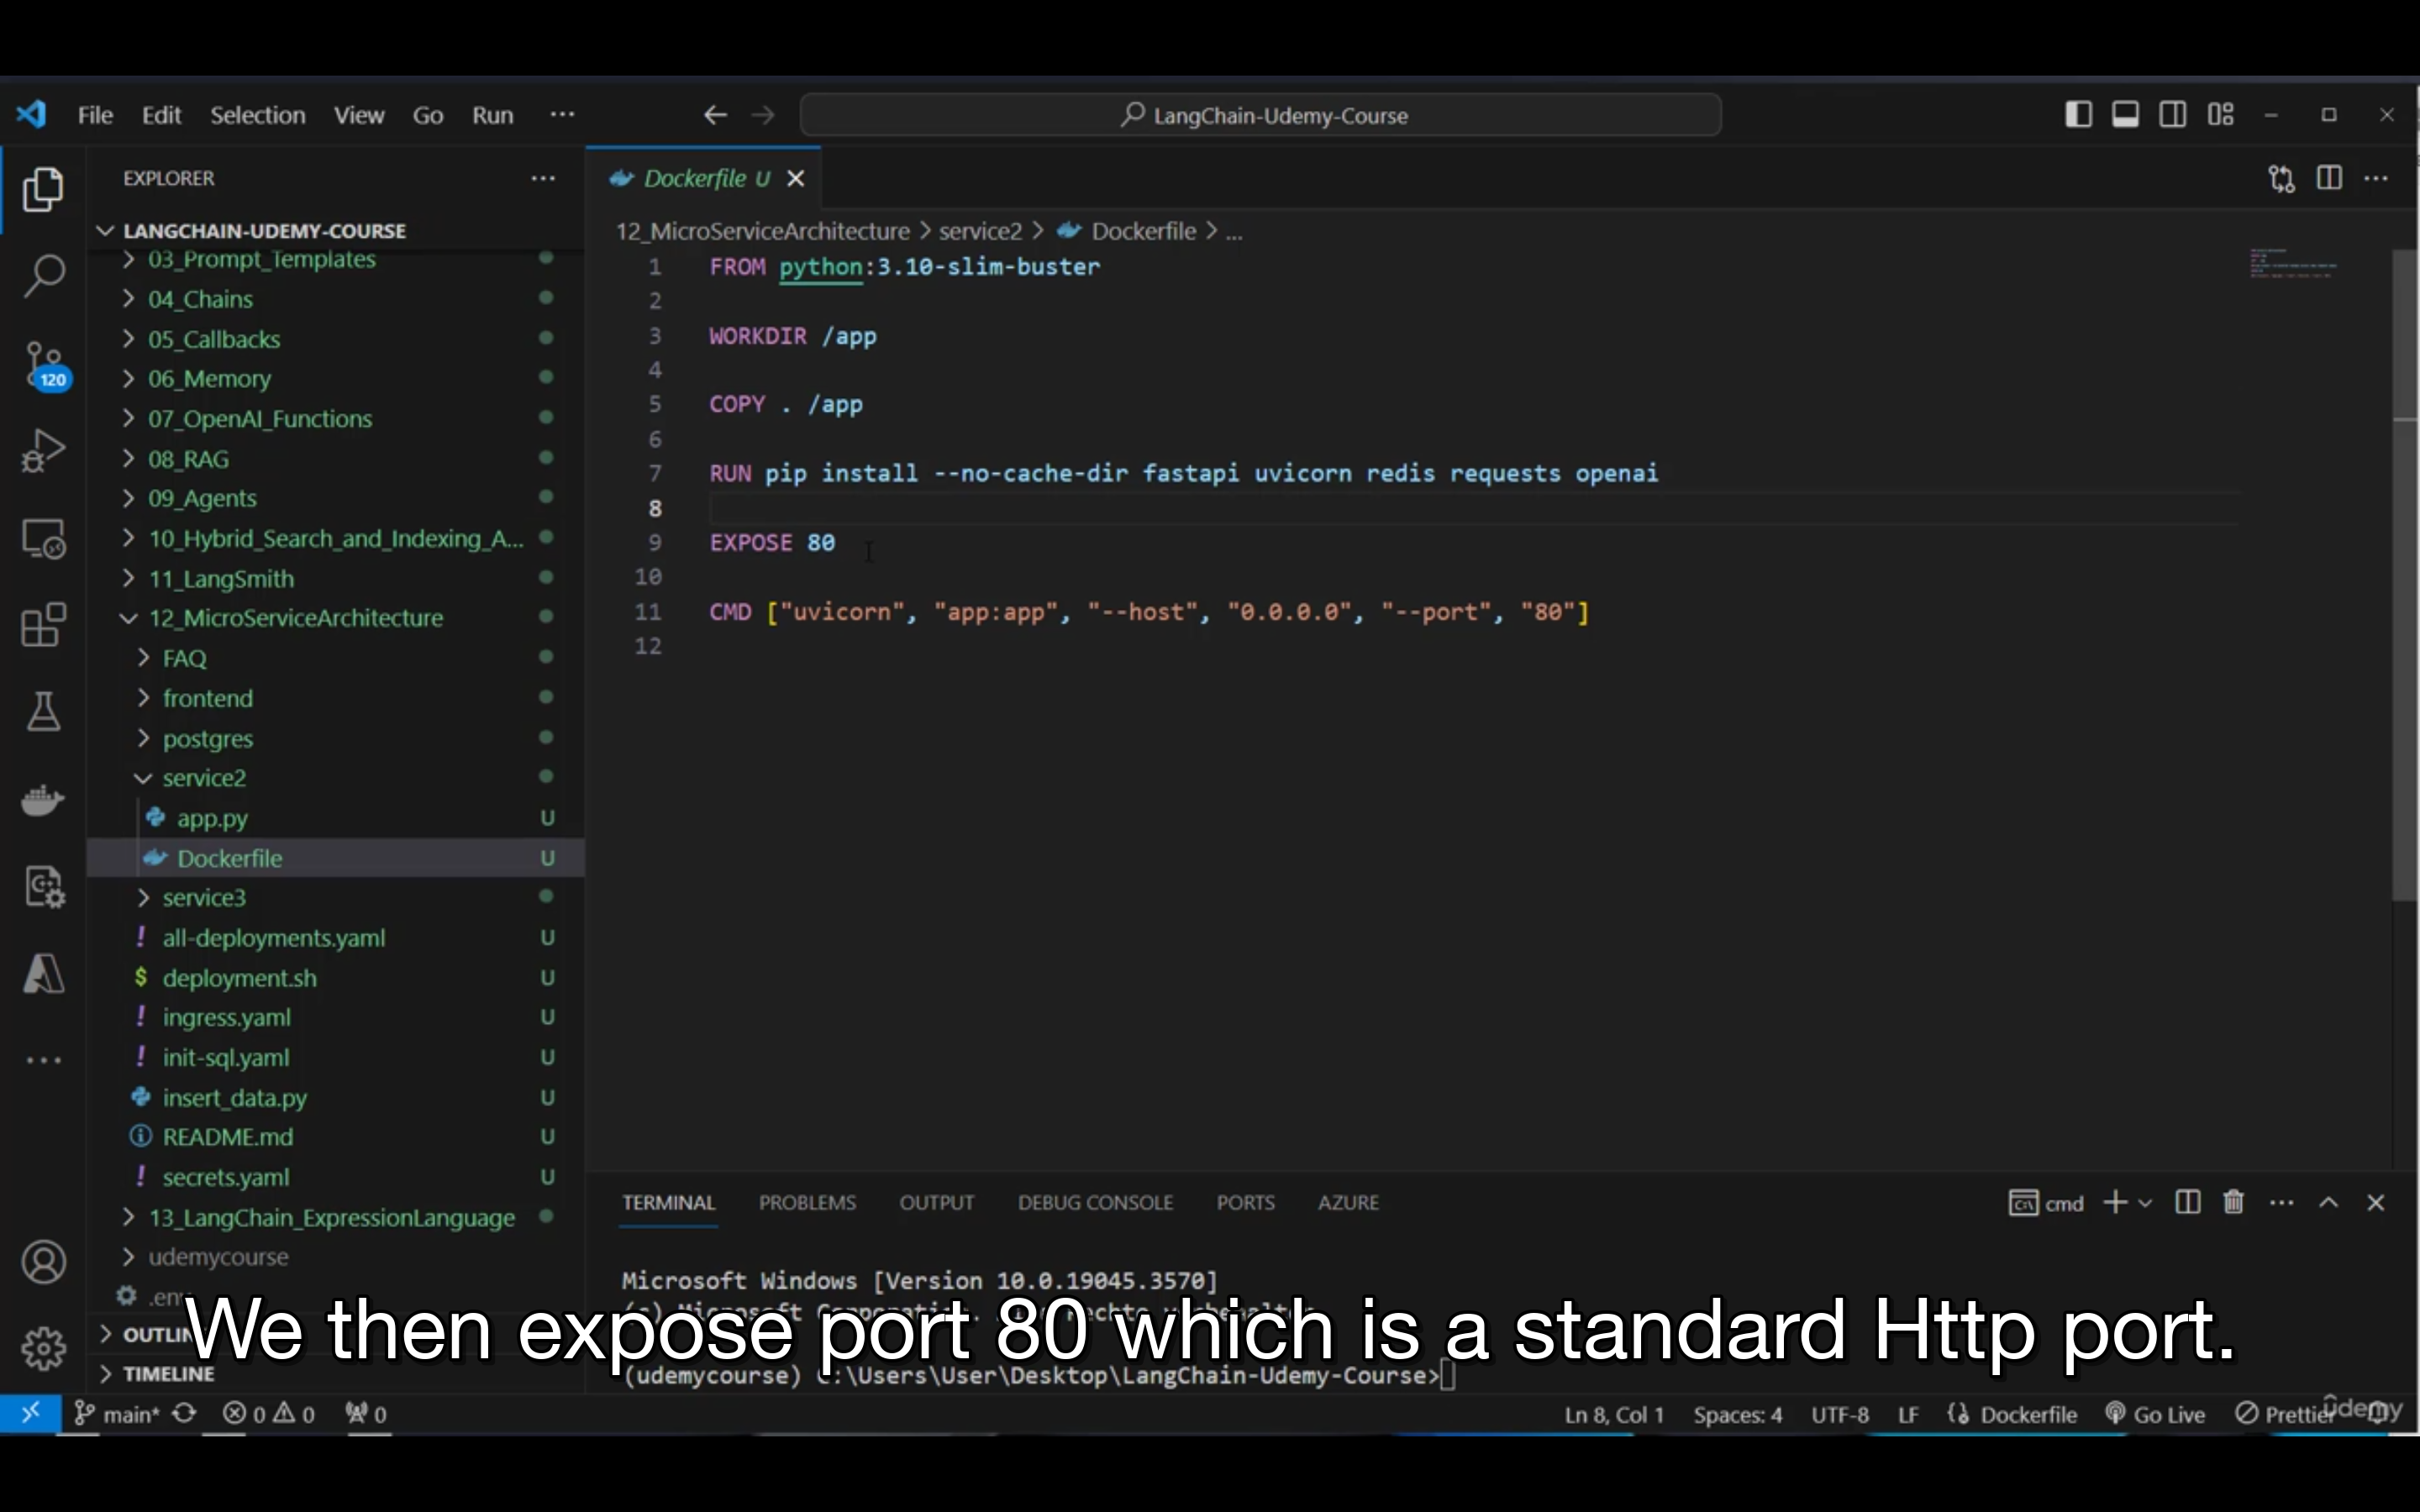 File Edit Selection View Go Run ···
LangChain-Udemy-Course
EXPLORER
LANGCHAIN-UDEMY-COURSE
03_Prompt_Templates
04_Chains
05_Callbacks
06_Memory
07_OpenAI_Functions
08_RAG
09_Agents
10_Hybrid_Search_and_Indexing_A...
11_LangSmith
12_MicroServiceArchitecture
FAQ
frontend
postgres
service2
app.py U
Dockerfile U
service3
! all-deployments.yaml U
$ deployment.sh U
! ingress.yaml U
! init-sql.yaml U
insert_data.py U
README.md U
! secrets.yaml U
13_LangChain_ExpressionLanguage
udemycourse
TIMELINE
120
Dockerfile U
12_MicroServiceArchitecture > service2 > Dockerfile > ...
1 FROM python:3.10-slim-buster
2
3 WORKDIR /app
4
5 COPY . /app
6
7 RUN pip install --no-cache-dir fastapi uvicorn redis requests openai
8
9 EXPOSE 80
10
11 CMD ["uvicorn", "app:app", "--host", "0.0.0.0", "--port", "80"]
12
TERMINAL PROBLEMS OUTPUT DEBUG CONSOLE PORTS AZURE
cmd
Microsoft Windows [Version 10.0.19045.3570]
(udemycourse) C:\Users\User\Desktop\LangChain-Udemy-Course>
We then expose port 80 which is a standard Http port.
main* 0 0 0
Ln 8, Col 1 Spaces: 4 UTF-8 LF Dockerfile Go Live Prettier
ûdemy